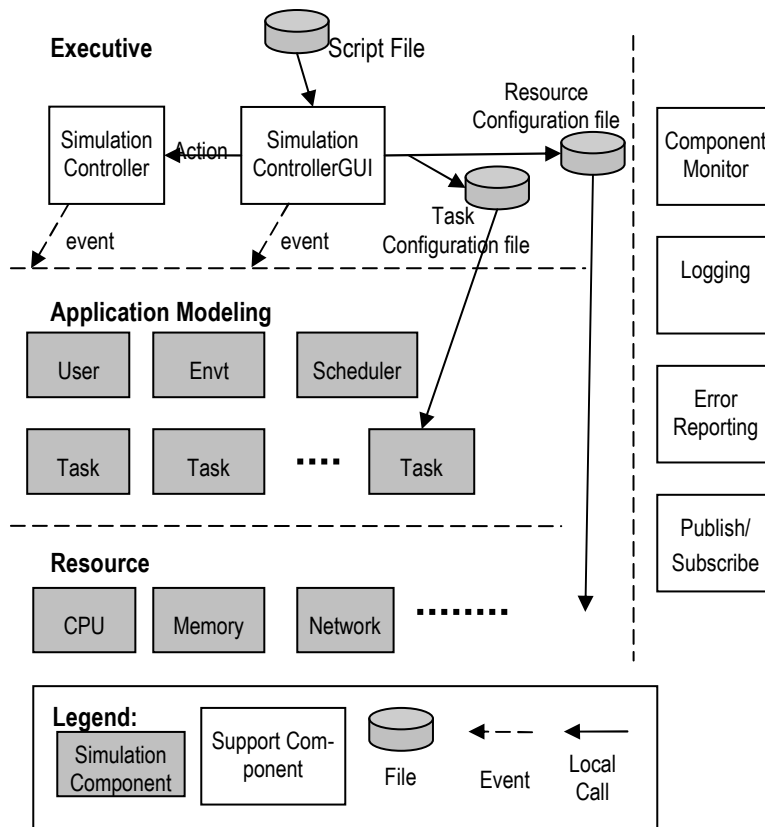 Executive
Script File
Resource
Configuration file
Simulation
Controller
Action
Simulation
ControllerGUI
Task
Configuration file
event
event
Component
Monitor
Logging
Error
Reporting
Publish/
Subscribe
Application Modeling
User
Envt
Scheduler
Task
Task
....
Task
Resource
CPU
Memory
Network
........
Legend:
Simulation
Component
Support Com-
ponent
File
Event
Local
Call